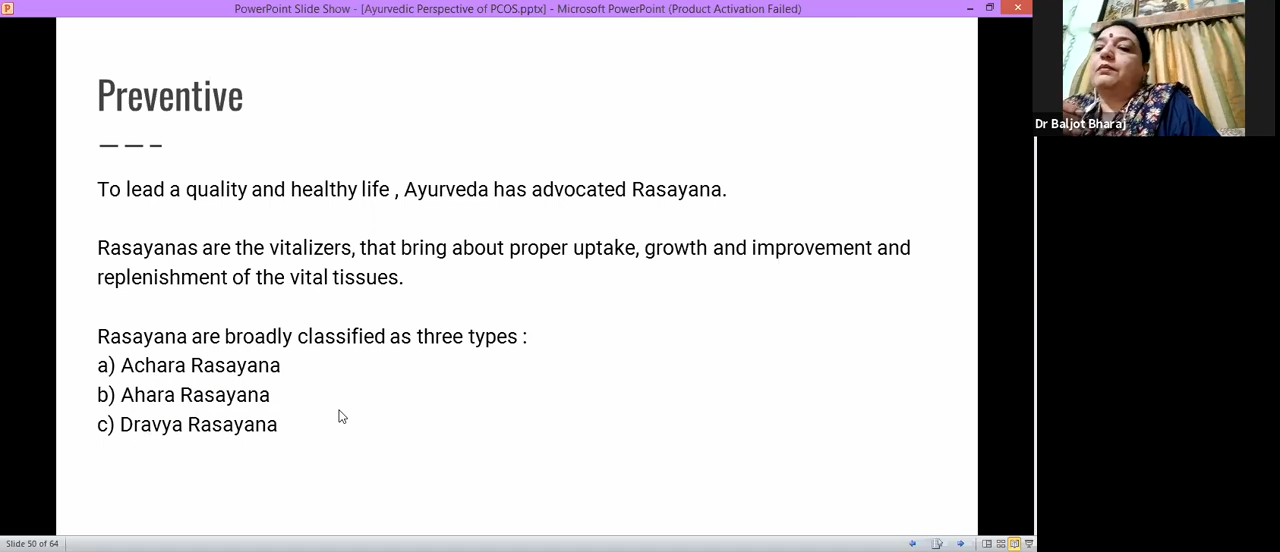 PowerPoint Slide Show - [Ayurvedic Perspective of PCOS.pptx] - Microsoft PowerPoint (Product Activation Failed)
Dr Baljot Bharaj
Preventive
To lead a quality and healthy life , Ayurveda has advocated Rasayana.
Rasayanas are the vitalizers, that bring about proper uptake, growth and improvement and
replenishment of the vital tissues.
Rasayana are broadly classified as three types :
a) Achara Rasayana
b) Ahara Rasayana
c) Dravya Rasayana
Slide 50 of 64